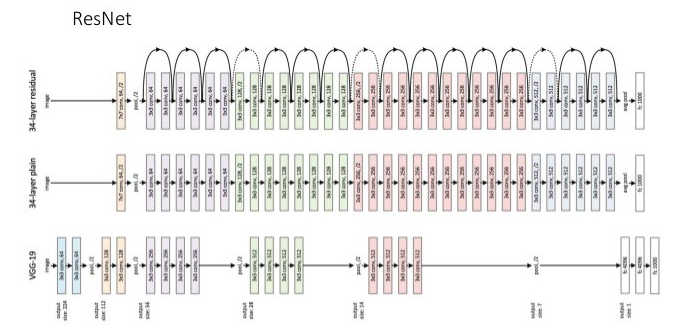 ResNet
34-layer residual
image
7x7 conv, 64, /2
pool, /2
3x3 conv, 64
3x3 conv, 64
3x3 conv, 64
3x3 conv, 64
3x3 conv, 64
3x3 conv, 64
3x3 conv, 128, /2
3x3 conv, 128
3x3 conv, 128
3x3 conv, 128
3x3 conv, 128
3x3 conv, 128
3x3 conv, 128
3x3 conv, 128
3x3 conv, 256, /2
3x3 conv, 256
3x3 conv, 256
3x3 conv, 256
3x3 conv, 256
3x3 conv, 256
3x3 conv, 256
3x3 conv, 256
3x3 conv, 256
3x3 conv, 256
3x3 conv, 256
3x3 conv, 256
3x3 conv, 512, /2
3x3 conv, 512
3x3 conv, 512
3x3 conv, 512
3x3 conv, 512
3x3 conv, 512
avg pool
fc 1000
34-layer plain
image
7x7 conv, 64, /2
pool, /2
3x3 conv, 64
3x3 conv, 64
3x3 conv, 64
3x3 conv, 64
3x3 conv, 64
3x3 conv, 64
3x3 conv, 128, /2
3x3 conv, 128
3x3 conv, 128
3x3 conv, 128
3x3 conv, 128
3x3 conv, 128
3x3 conv, 128
3x3 conv, 128
3x3 conv, 256, /2
3x3 conv, 256
3x3 conv, 256
3x3 conv, 256
3x3 conv, 256
3x3 conv, 256
3x3 conv, 256
3x3 conv, 256
3x3 conv, 256
3x3 conv, 256
3x3 conv, 256
3x3 conv, 256
3x3 conv, 512, /2
3x3 conv, 512
3x3 conv, 512
3x3 conv, 512
3x3 conv, 512
3x3 conv, 512
avg pool
fc 1000
VGG-19
image
3x3 conv, 64
3x3 conv, 64
pool, /2
3x3 conv, 128
3x3 conv, 128
pool, /2
3x3 conv, 256
3x3 conv, 256
3x3 conv, 256
3x3 conv, 256
pool, /2
3x3 conv, 512
3x3 conv, 512
3x3 conv, 512
3x3 conv, 512
pool, /2
3x3 conv, 512
3x3 conv, 512
3x3 conv, 512
3x3 conv, 512
pool, /2
fc 4096
fc 4096
fc 1000
output
size: 224
output
size: 112
output
size: 56
output
size: 28
output
size: 14
output
size: 7
output
size: 1